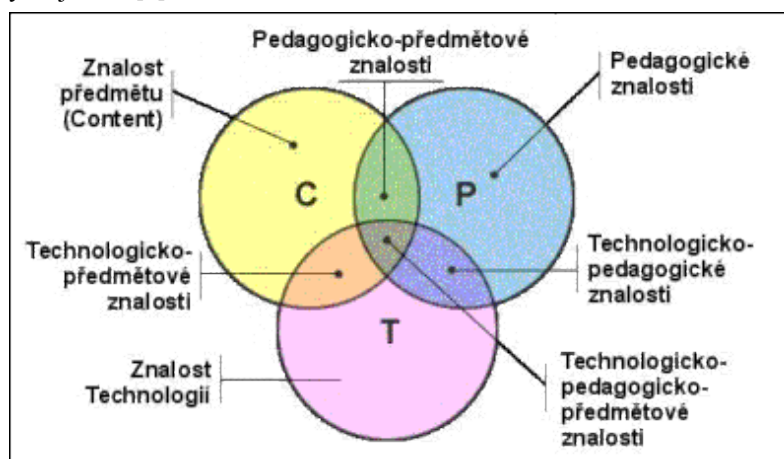 Pedagogicko-předmětové
znalosti
Znalost
předmětu
(Content)
Pedagogické
znalosti
C
P
Technologicko-
předmětové
znalosti
Technologicko-
pedagogické
znalosti
T
Znalost
Technologií
Technologicko-
pedagogicko-
předmětové
znalosti